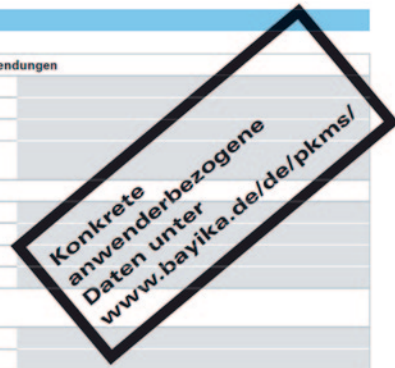 endungen
Konkrete
anwenderbezogene
Daten unter
www.bayika.de/de/pkms/